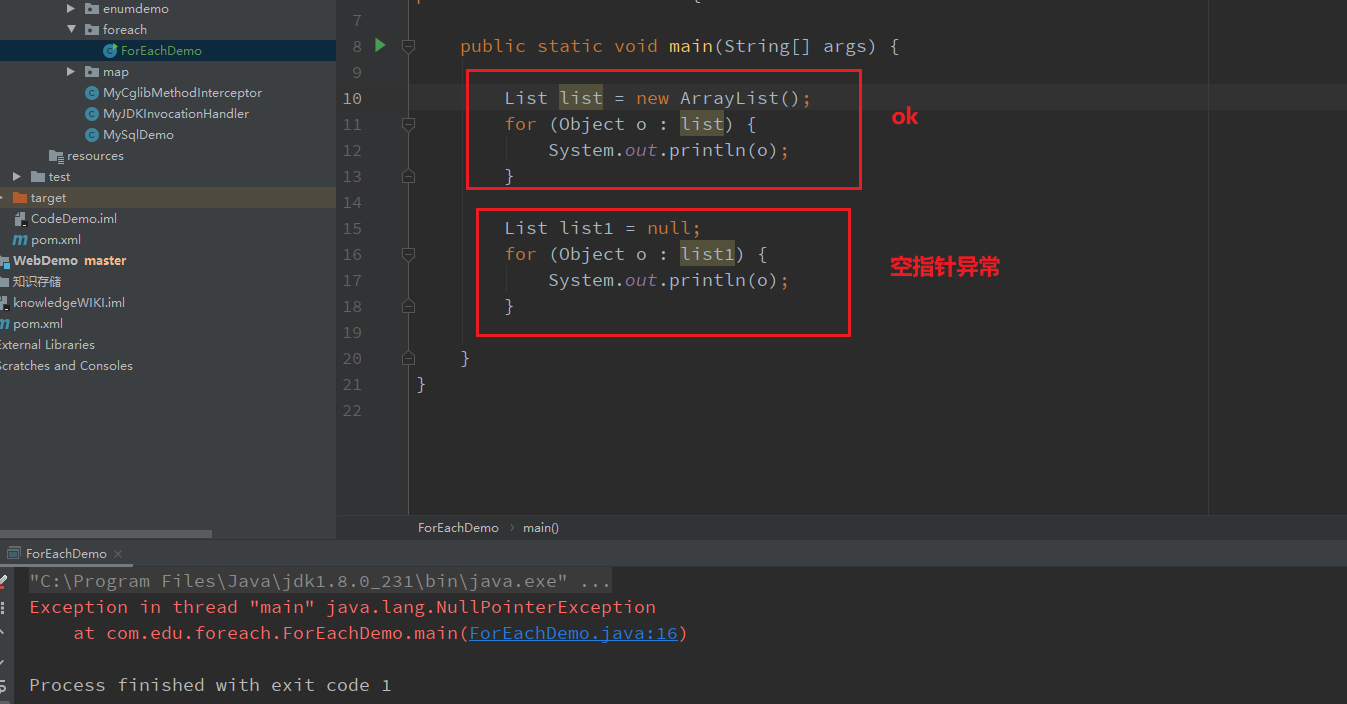 enumdemo
foreach
ForEachDemo
map
MyCglibMethodInterceptor
MyJDKInvocationHandler
MySqlDemo
resources
test
target
CodeDemo.iml
pom.xml
WebDemo master
知识存储
knowledgeWIKI.iml
pom.xml
External Libraries
Scratches and Consoles
7
8 public static void main(String[] args) {
9
10 List list = new ArrayList();
11 for (Object o : list) {
12 System.out.println(o);
13 }
14
15 List list1 = null;
16 for (Object o : list1) {
17 System.out.println(o);
18 }
19
20 }
21 }
22
ok
空指针异常
ForEachDemo › main()
ForEachDemo ×
"C:\Program Files\Java\jdk1.8.0_231\bin\java.exe" ...
Exception in thread "main" java.lang.NullPointerException
at com.edu.foreach.ForEachDemo.main(ForEachDemo.java:16)
Process finished with exit code 1